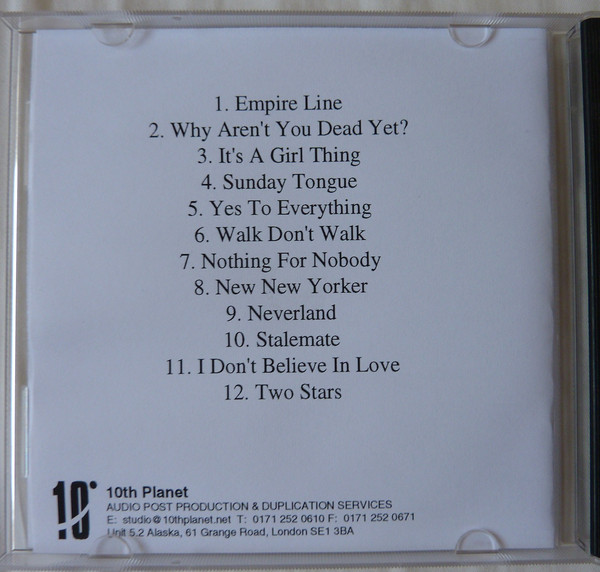 1. Empire Line
2. Why Aren't You Dead Yet?
3. It's A Girl Thing
4. Sunday Tongue
5. Yes To Everything
6. Walk Don't Walk
7. Nothing For Nobody
8. New New Yorker
9. Neverland
10. Stalemate
11. I Don't Believe In Love
12. Two Stars
10° 10th Planet
AUDIO POST PRODUCTION & DUPLICATION SERVICES
E: studio@10thplanet.net T: 0171 252 0610 F: 0171 252 0671
Unit 5.2 Alaska, 61 Grange Road, London SE1 3BA